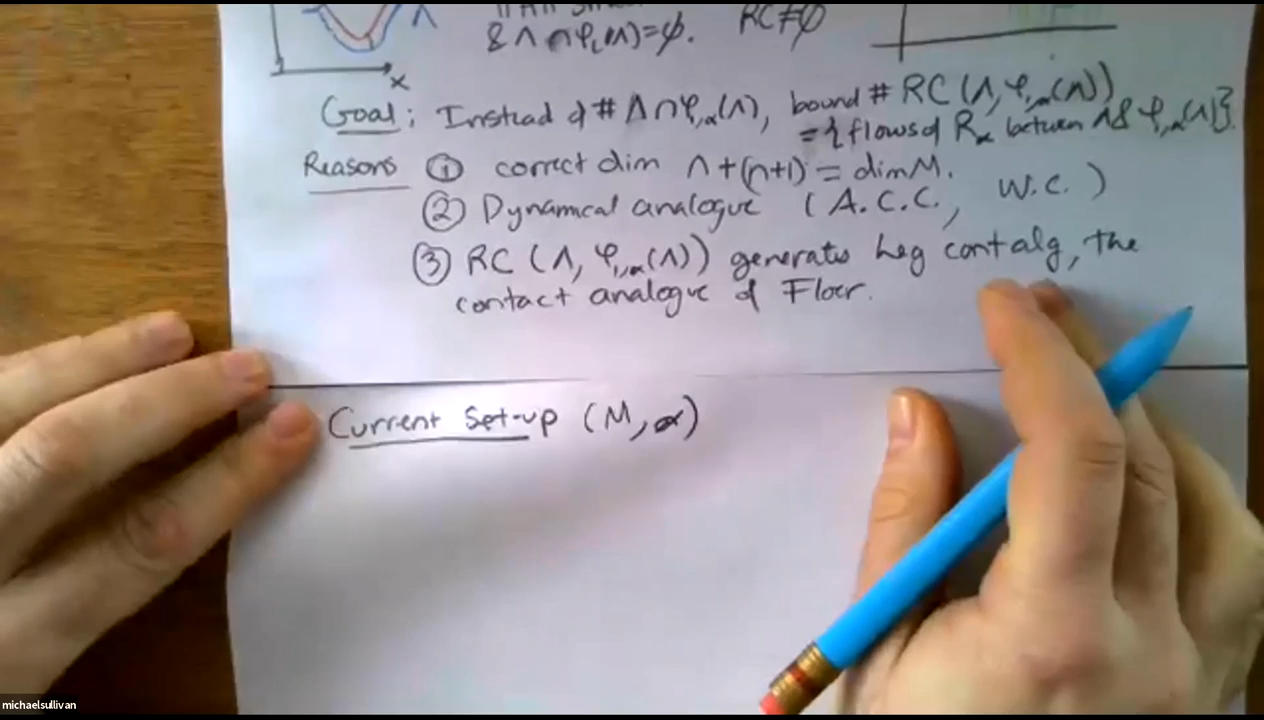 Λ
& Λ ∩ φ₁(Λ)=∅. RC≠∅
x
Goal: Instead of # Λ∩φ₁,α(Λ), bound # RC(Λ, φ₁,α(Λ))
={flows of Rα between Λ & φ₁,α(Λ)}.
Reasons ① correct dim n+(n+1)=dim M.
② Dynamical analogue (A.C.C., W.C.)
③ RC(Λ, φ₁,α(Λ)) generates Leg cont alg, the
contact analogue of Floer.
Current Set-up (M, α)
michaelsullivan